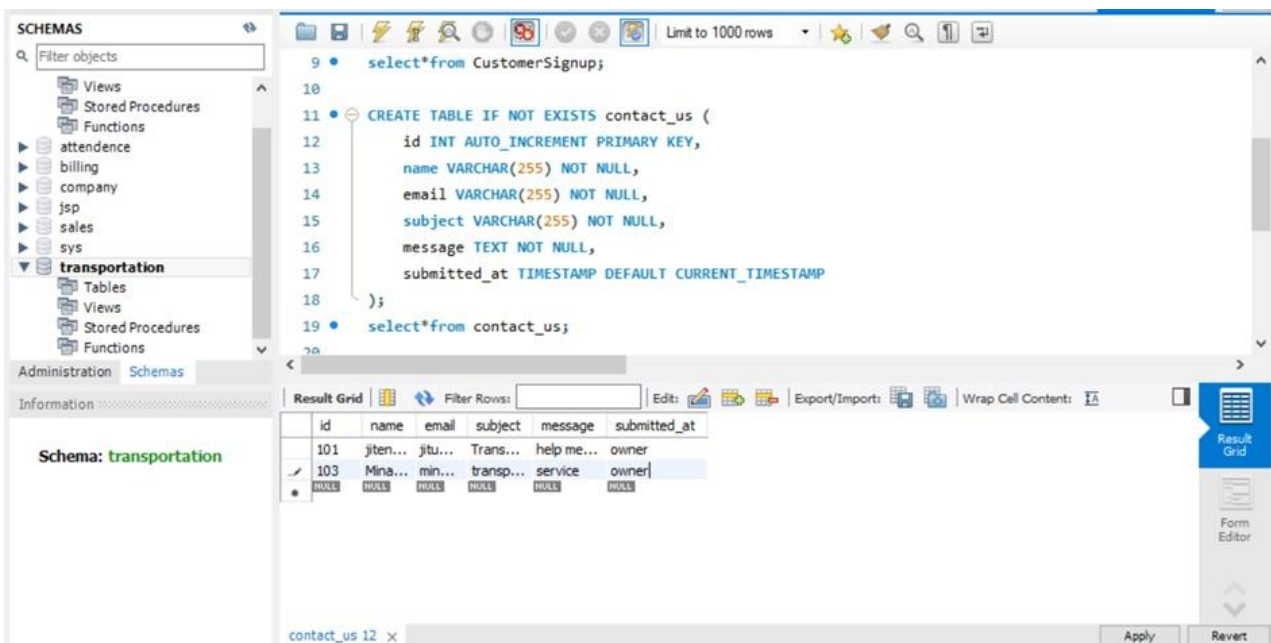 SCHEMAS
Filter objects
Views
Stored Procedures
Functions
attendence
billing
company
jsp
sales
sys
transportation
Tables
Views
Stored Procedures
Functions
Administration Schemas
Information
Schema: transportation
Limit to 1000 rows
9 select*from CustomerSignup;
10
11 CREATE TABLE IF NOT EXISTS contact_us (
12 id INT AUTO_INCREMENT PRIMARY KEY,
13 name VARCHAR(255) NOT NULL,
14 email VARCHAR(255) NOT NULL,
15 subject VARCHAR(255) NOT NULL,
16 message TEXT NOT NULL,
17 submitted_at TIMESTAMP DEFAULT CURRENT_TIMESTAMP
18 );
19 select*from contact_us;
20
Result Grid Filter Rows: Edit: Export/Import: Wrap Cell Content:
id name email subject message submitted_at
101 jiten... jitu... Trans... help me... owner
103 Mina... min... transp... service owner
NULL NULL NULL NULL NULL NULL
Result
Grid
Form
Editor
contact_us 12 Apply Revert